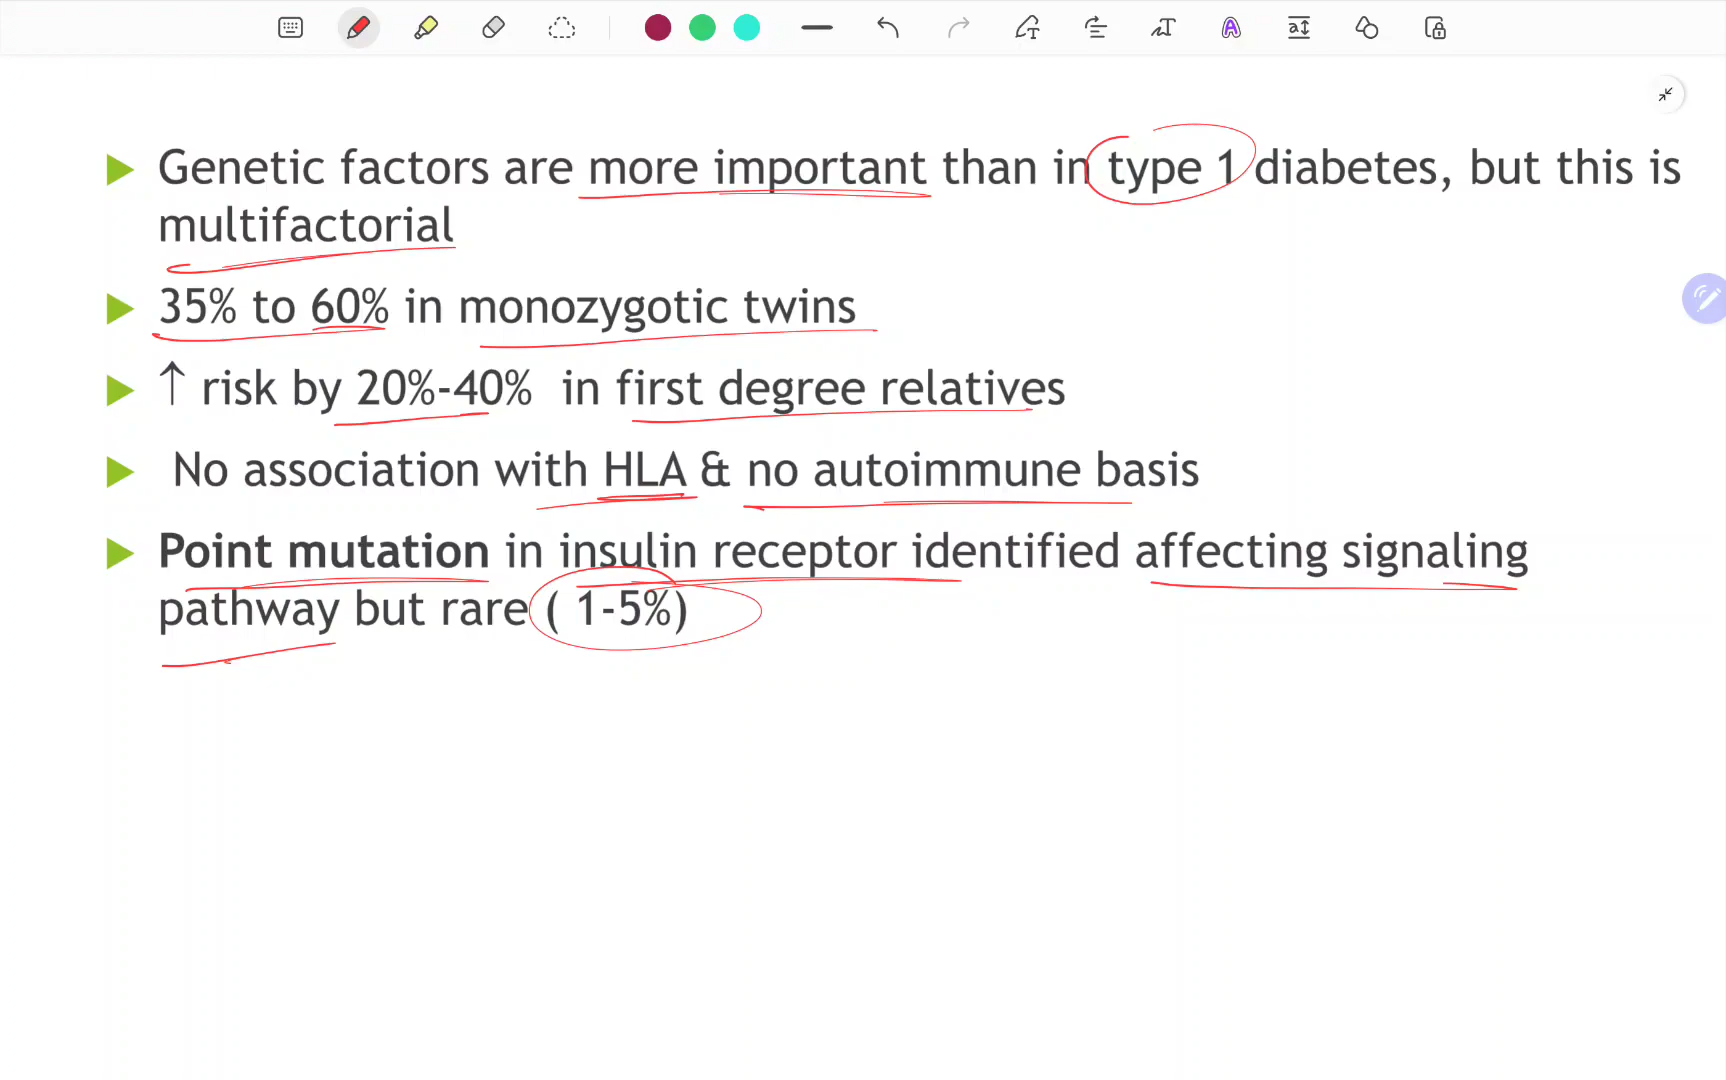 Genetic factors are more important than in type 1 diabetes, but this is
multifactorial
35% to 60% in monozygotic twins
↑ risk by 20%-40% in first degree relatives
No association with HLA & no autoimmune basis
Point mutation in insulin receptor identified affecting signaling
pathway but rare ( 1-5%)